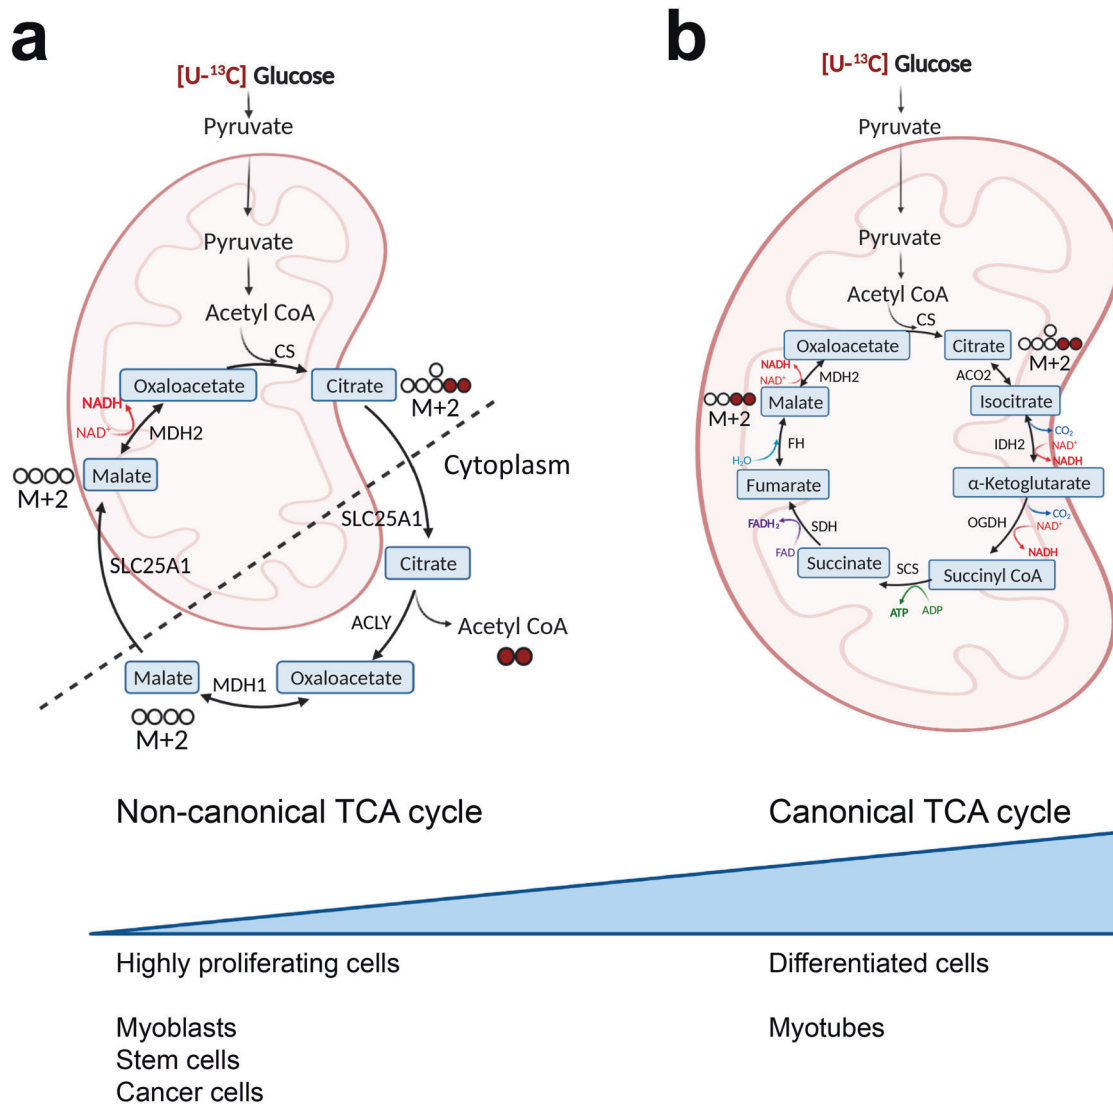 a
[U-¹³C] Glucose
Pyruvate
Pyruvate
Acetyl CoA
CS
Oxaloacetate
Citrate
M+2
NADH
NAD⁺
MDH2
Malate
M+2
Cytoplasm
SLC25A1
SLC25A1
Citrate
ACLY
Acetyl CoA
Malate
MDH1
Oxaloacetate
M+2
Non-canonical TCA cycle
b
[U-¹³C] Glucose
Pyruvate
Pyruvate
Acetyl CoA
CS
Oxaloacetate
Citrate
M+2
NADH
NAD⁺
MDH2
ACO2
Malate
M+2
Isocitrate
CO₂
FH
IDH2
NAD⁺
NADH
H₂O
Fumarate
α-Ketoglutarate
CO₂
FADH₂
SDH
OGDH
NAD⁺
FAD
NADH
Succinate
SCS
Succinyl CoA
ATP
ADP
Canonical TCA cycle
Highly proliferating cells
Myoblasts
Stem cells
Cancer cells
Differentiated cells
Myotubes